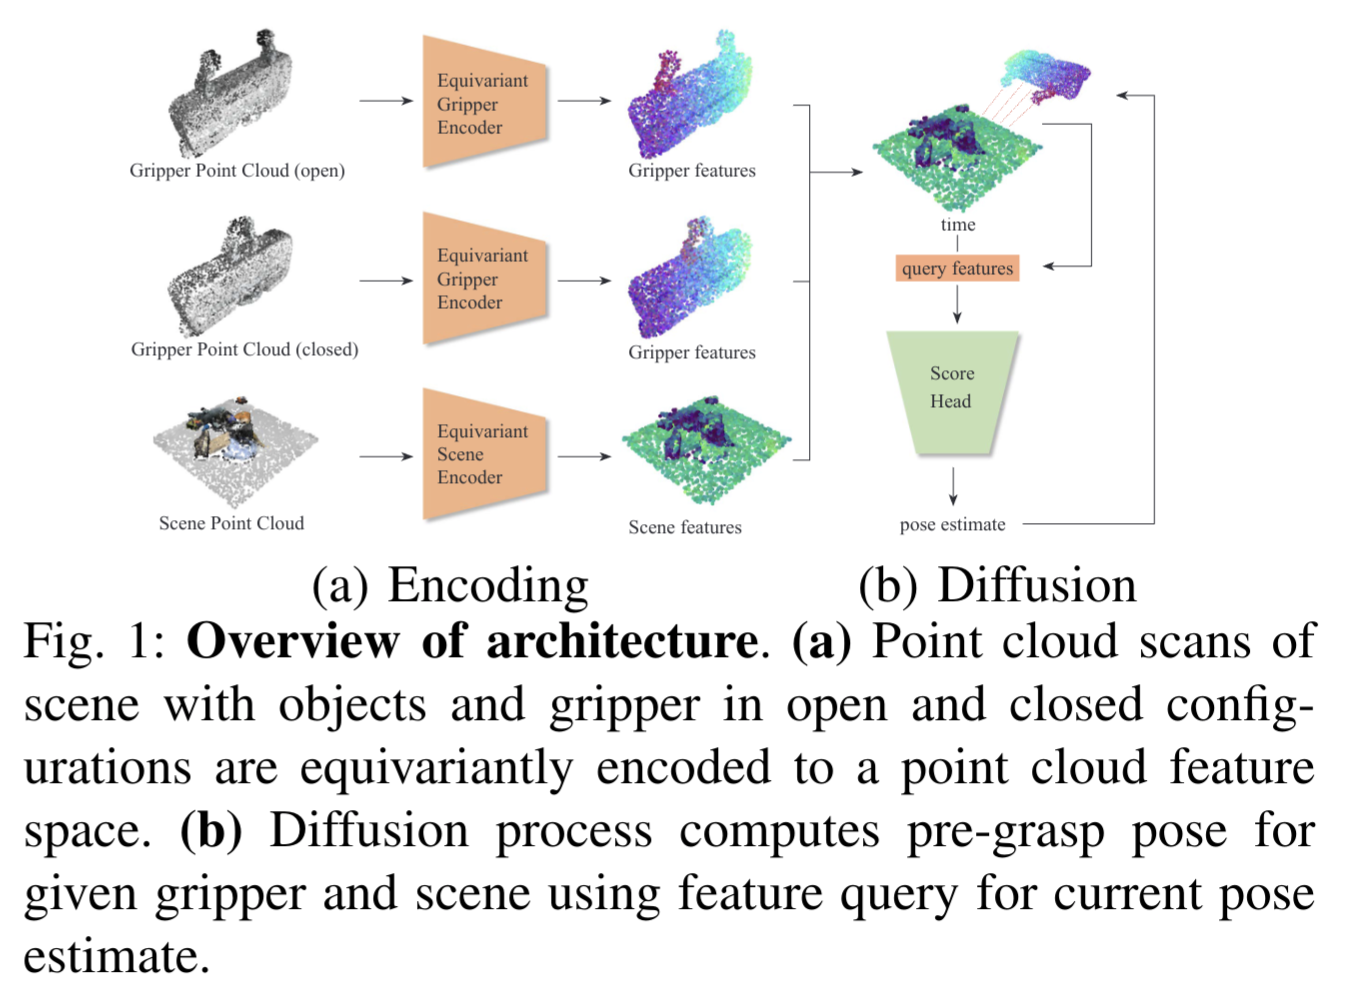 Equivariant
Gripper
Encoder
Gripper Point Cloud (open)
Gripper features
Equivariant
Gripper
Encoder
Gripper Point Cloud (closed)
Gripper features
Equivariant
Scene
Encoder
Scene Point Cloud
Scene features
time
query features
Score
Head
pose estimate
(a) Encoding
(b) Diffusion
Fig. 1: Overview of architecture. (a) Point cloud scans of
scene with objects and gripper in open and closed config-
urations are equivariantly encoded to a point cloud feature
space. (b) Diffusion process computes pre-grasp pose for
given gripper and scene using feature query for current pose
estimate.